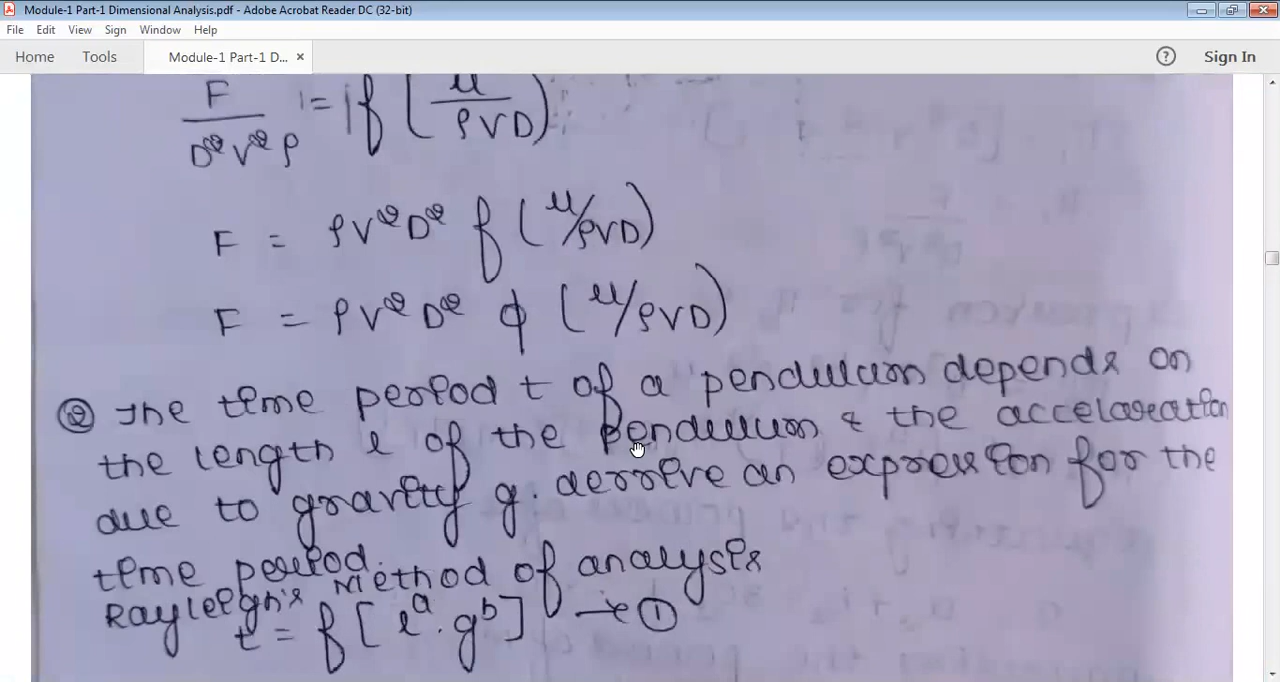 Module-1 Part-1 Dimensional Analysis.pdf - Adobe Acrobat Reader DC (32-bit)
File Edit View Sign Window Help
Home Tools Module-1 Part-1 D... × ? Sign In
F/(D²V²ρ) = f(μ/ρVD)
F = ρV²D² f(μ/ρVD)
F = ρV²D² ϕ(μ/ρVD)
② The time period t of a pendulum depends on
the length l of the pendulum & the accelaration
due to gravity g. derrive an expression for the
time period.
Rayleigh's Method of analysis
t = f[l^a . g^b] → ①